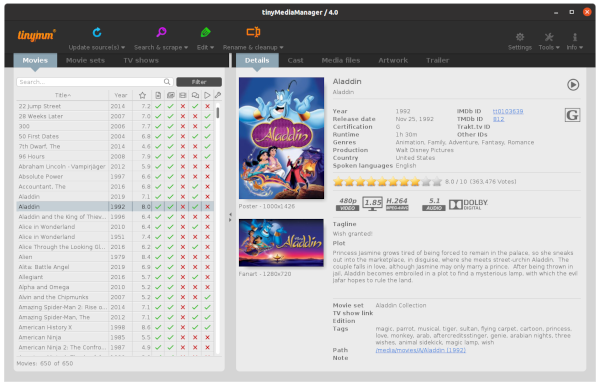 tinyMediaManager / 4.0
tinymm
Update source(s)
Search & scrape
Edit
Rename & cleanup
Settings
Tools
Info
Movies
Movie sets
TV shows
Search...
Filter
Title
Year
22 Jump Street 2014 7.2
28 Weeks Later 2007 7.0
300 2006 7.7
50 First Dates 2004 6.8
7th Dwarf, The 2014 4.6
96 Hours 2008 7.9
Abraham Lincoln - Vampirjäger 2012 5.9
Absolute Power 1997 6.6
Accountant, The 2016 6.8
Aladdin 2019 7.1
Aladdin 1992 8.0
Aladdin and the King of Thiev... 1996 6.4
Alice in Wonderland 2010 6.4
Alice in Wonderland 1951 7.4
Alice Through the Looking Gl... 2016 6.2
Alien 1979 8.4
Alita: Battle Angel 2019 6.9
Allegiant 2016 5.7
Alpha and Omega 2010 5.2
Alvin and the Chipmunks 2007 5.2
Amazing Spider-Man 2: Rise o... 2014
Amazing Spider-Man, The 2012
American History X 1998 8.6
American Ninja 1985 5.5
American Ninja 2: The Confro... 1987 4.9
Movies: 650 of 650
Details
Cast
Media files
Artwork
Trailer
Aladdin
Aladdin
Year 1992
Release date Nov 25, 1992
Certification G
Runtime 1h 30m
Genres Animation, Family, Adventure, Fantasy, Romance
Production Walt Disney Pictures
Country United States
Spoken languages English
IMDb ID tt0103639
TMDb ID 812
Trakt.tv ID
Other IDs
G
8.0 / 10 (363,476 Votes)
480p
VIDEO
1.85
H.264
MPEG-4 AVC
5.1
AUDIO
DOLBY
DIGITAL
Aladdin
Poster - 1000x1420
Aladdin
Fanart - 1280x720
Tagline
Wish granted!
Plot
Princess Jasmine grows tired of being forced to remain in the palace, so she sneaks
out into the marketplace, in disguise, where she meets street-urchin Aladdin. The
couple falls in love, although Jasmine may only marry a prince. After being thrown in
jail, Aladdin becomes embroiled in a plot to find a mysterious lamp, with which the evil
Jafar hopes to rule the land.
Movie set Aladdin Collection
TV show link
Edition
Tags magic, parrot, musical, tiger, sultan, flying carpet, cartoon, princess,
love, monkey, arab, aftercreditsstinger, genie, arabian nights, three
wishes, animal sidekick, magic lamp, wish
Path /media/movies/A/Aladdin (1992)
Note